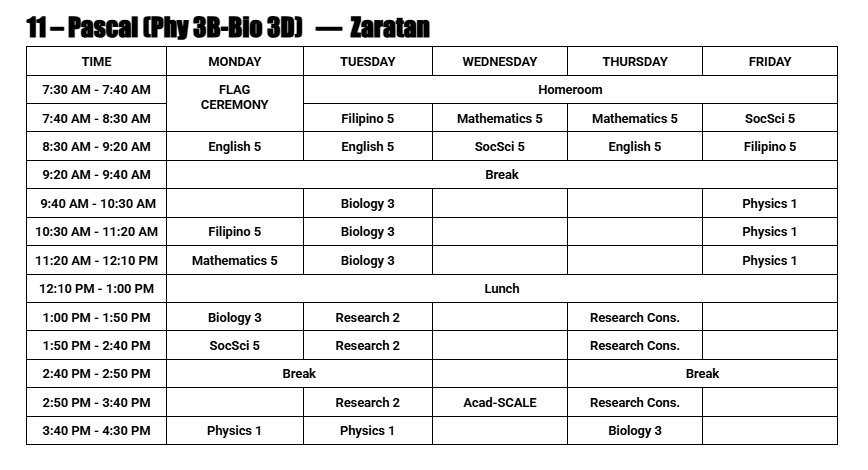 11 – Pascal (Phy 3B-Bio 3D) — Zaratan
TIME MONDAY TUESDAY WEDNESDAY THURSDAY FRIDAY
7:30 AM - 7:40 AM FLAG CEREMONY Homeroom
7:40 AM - 8:30 AM Filipino 5 Mathematics 5 Mathematics 5 SocSci 5
8:30 AM - 9:20 AM English 5 English 5 SocSci 5 English 5 Filipino 5
9:20 AM - 9:40 AM Break
9:40 AM - 10:30 AM Biology 3 Physics 1
10:30 AM - 11:20 AM Filipino 5 Biology 3 Physics 1
11:20 AM - 12:10 PM Mathematics 5 Biology 3 Physics 1
12:10 PM - 1:00 PM Lunch
1:00 PM - 1:50 PM Biology 3 Research 2 Research Cons.
1:50 PM - 2:40 PM SocSci 5 Research 2 Research Cons.
2:40 PM - 2:50 PM Break Break
2:50 PM - 3:40 PM Research 2 Acad-SCALE Research Cons.
3:40 PM - 4:30 PM Physics 1 Physics 1 Biology 3